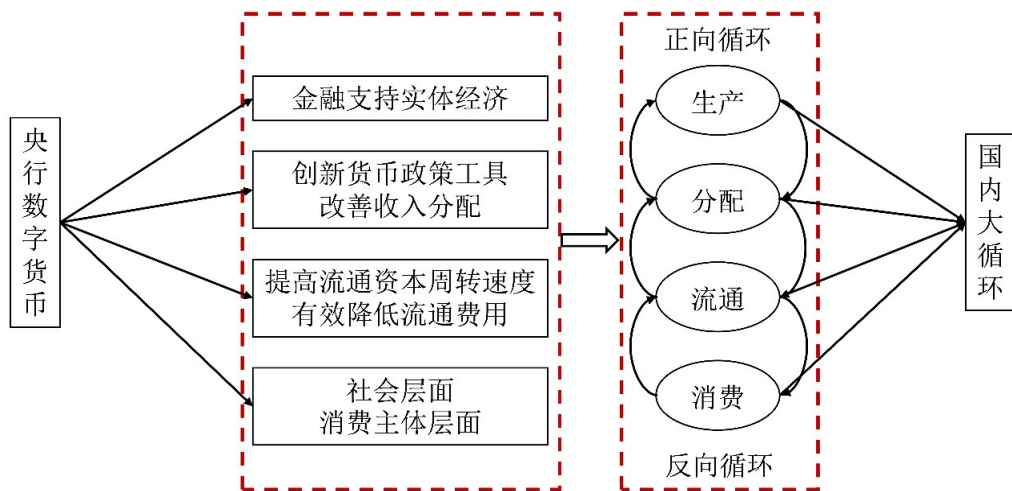 央行数字货币
金融支持实体经济
创新货币政策工具
改善收入分配
提高流通资本周转速度
有效降低流通费用
社会层面
消费主体层面
正向循环
生产
分配
流通
消费
反向循环
国内大循环